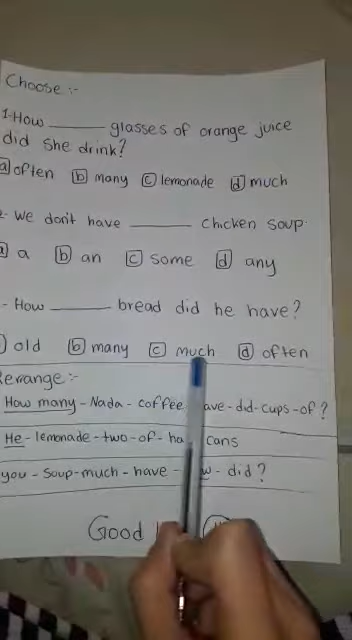 Choose :-
1-How ______ glasses of orange juice
did she drink?
a often b many c lemonade d much
- We don't have ______ chicken soup.
a b an c some d any
- How ______ bread did he have?
old b many c much d often
Rerange:-
How many - Nada - coffee - ave - did - cups - of ?
He - lemonade - two - of - ha cans
you - soup - much - have - w - did ?
Good